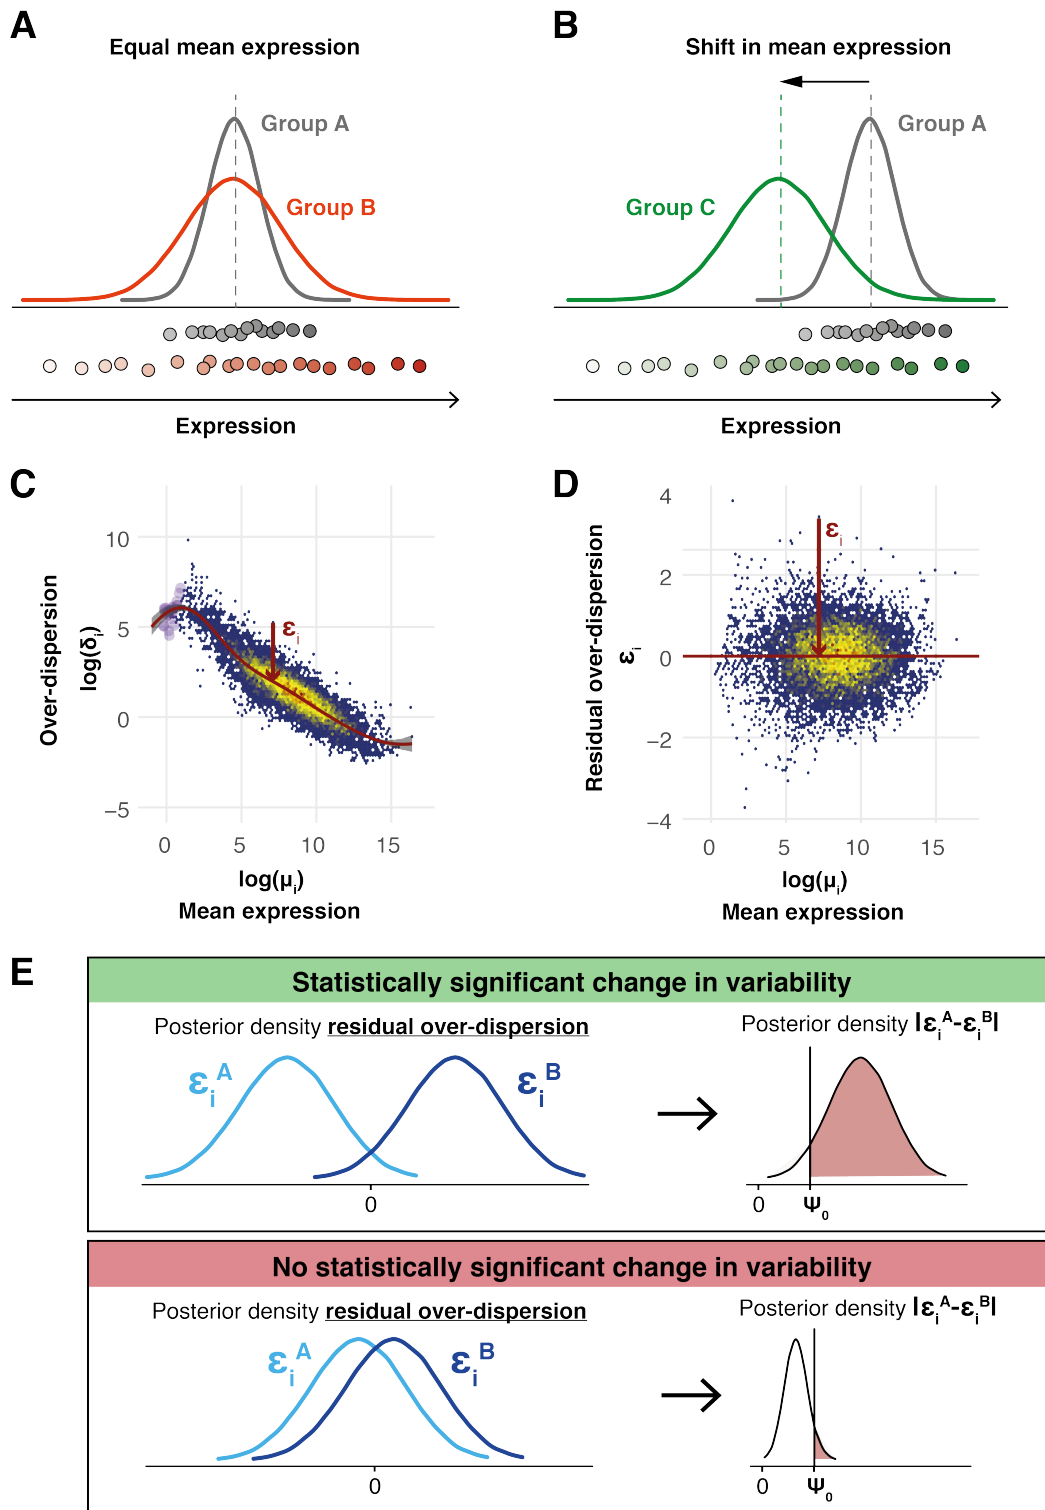 A
Equal mean expression
Group A
Group B
Expression
B
Shift in mean expression
Group A
Group C
Expression
C
Over-dispersion
log(δi)
10
5
0
−5
εi
0 5 10 15
log(μi)
Mean expression
D
Residual over-dispersion
εi
4
2
0
−2
−4
εi
0 5 10 15
log(μi)
Mean expression
E
Statistically significant change in variability
Posterior density residual over-dispersion
εiA εiB
0
Posterior density |εiA-εiB|
0 Ψ0
No statistically significant change in variability
Posterior density residual over-dispersion
εiA εiB
0
Posterior density |εiA-εiB|
0 Ψ0